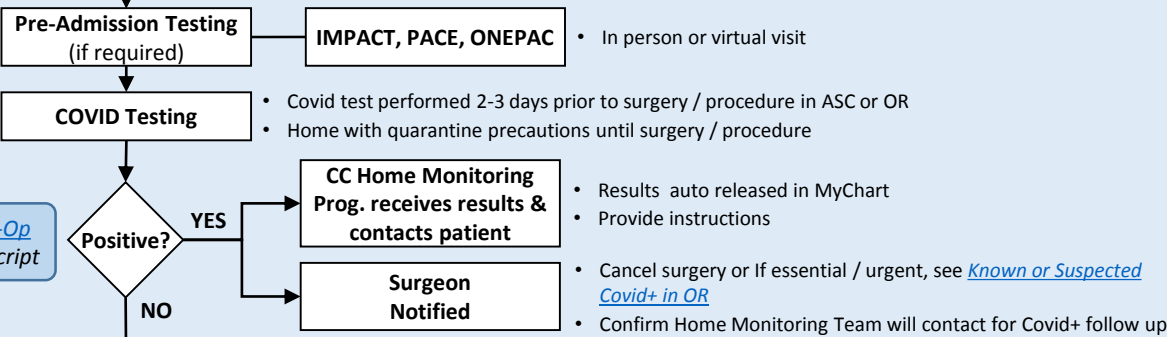 Pre-Admission Testing
(if required)
IMPACT, PACE, ONEPAC
• In person or virtual visit
COVID Testing
• Covid test performed 2-3 days prior to surgery / procedure in ASC or OR
• Home with quarantine precautions until surgery / procedure
CC Home Monitoring
Prog. receives results &
contacts patient
• Results auto released in MyChart
• Provide instructions
-Op
cript
Positive?
YES
NO
Surgeon
Notified
• Cancel surgery or If essential / urgent, see Known or Suspected
Covid+ in OR
• Confirm Home Monitoring Team will contact for Covid+ follow up